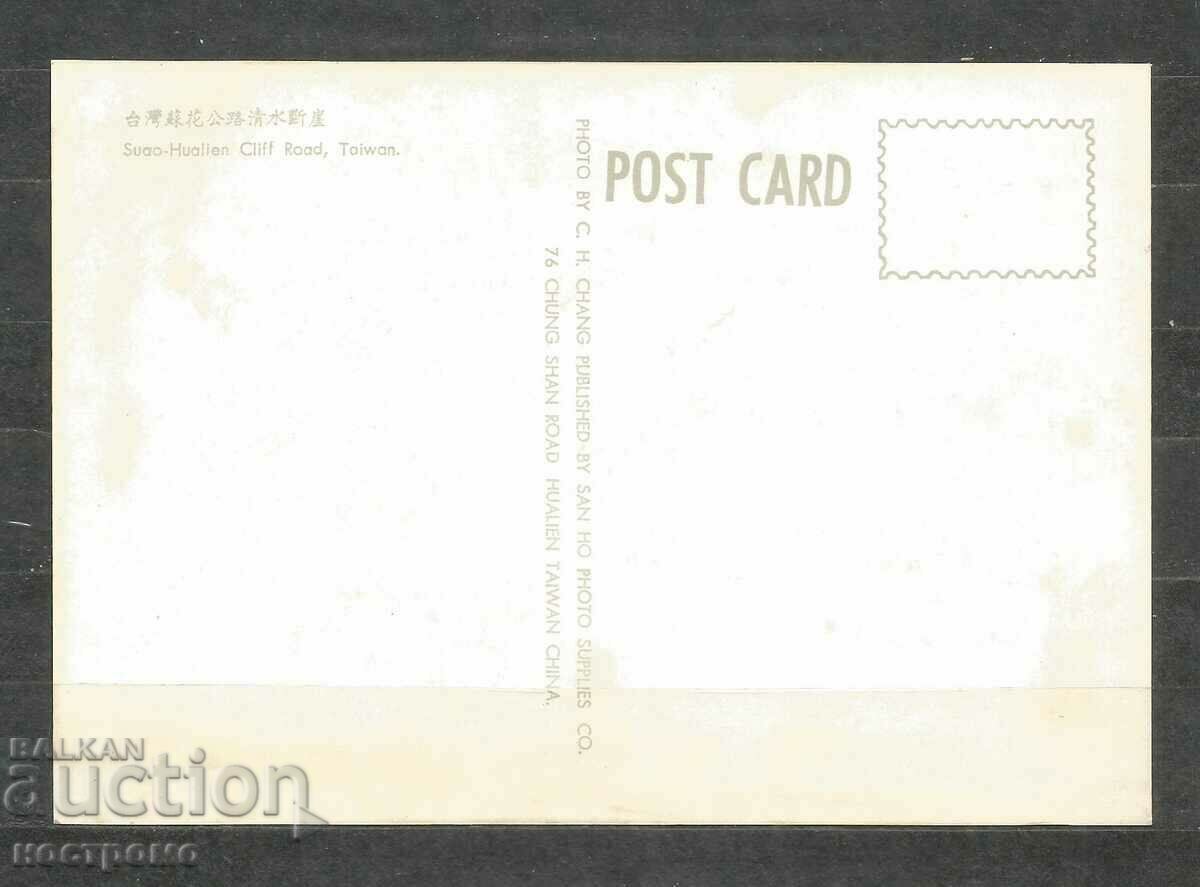 台灣蘇花公路清水斷崖
Suao-Hualien Cliff Road, Taiwan.
POST CARD
PHOTO BY C. H. CHANG PUBLISHED BY SAN HO PHOTO SUPPLIES CO.
76 CHUNG SHAN ROAD HUALIEN TAIWAN CHINA.
BALKAN
auction
костромо